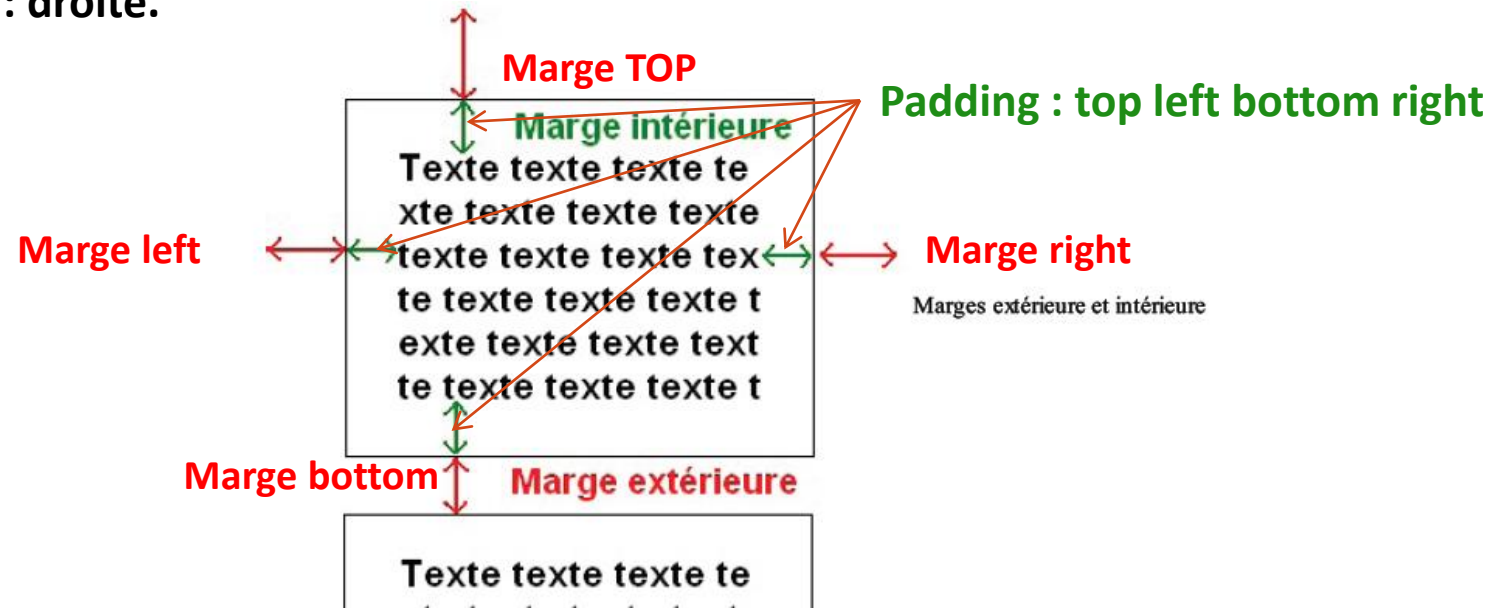 : droite.
Marge TOP
Padding : top left bottom right
Marge intérieure
Texte texte texte te
xte texte texte texte
Marge left
texte texte texte tex
Marge right
te texte texte texte t
Marges extérieure et intérieure
exte texte texte text
te texte texte texte t
Marge bottom
Marge extérieure
Texte texte texte te